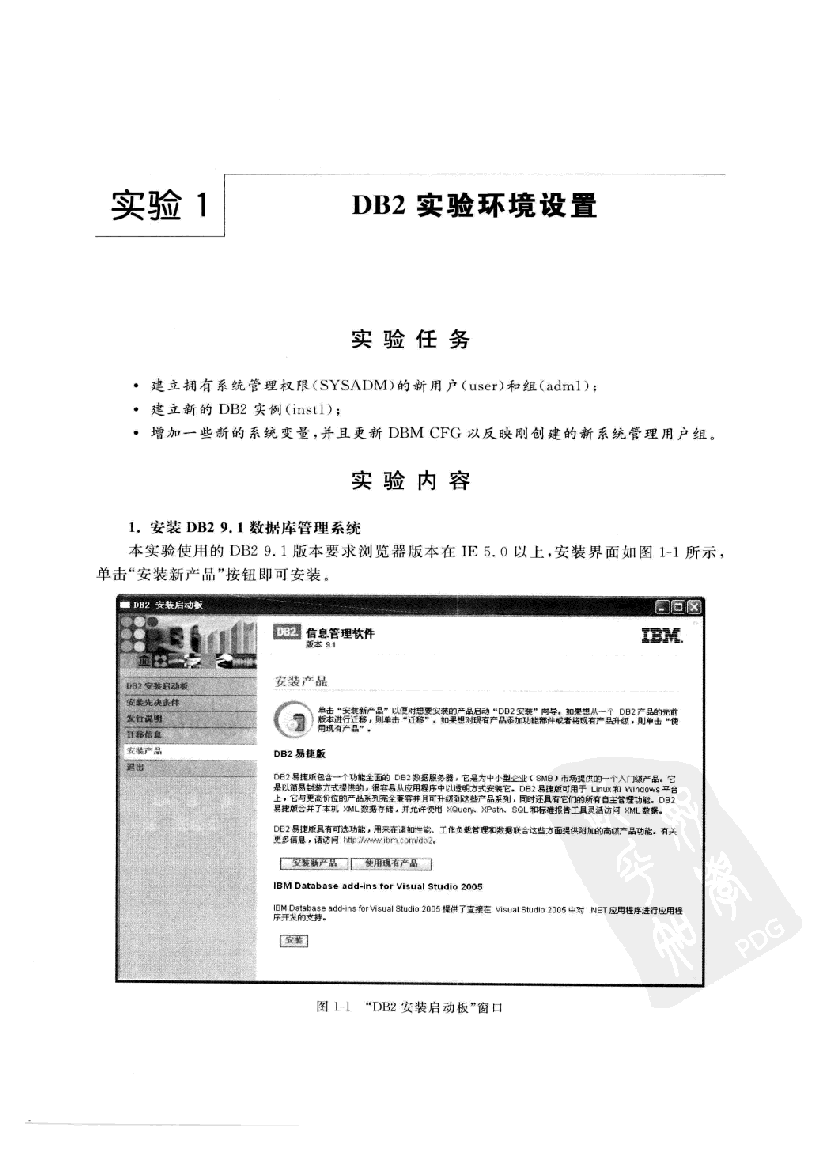 实验 1
DB2 实验环境设置
实 验 任 务
• 建立拥有系统管理权限(SYSADM)的新用户(user)和组(adm1);
• 建立新的 DB2 实例(inst1);
• 增加一些新的系统变量,并且更新 DBM CFG 以反映刚创建的新系统管理用户组。
实 验 内 容
1. 安装 DB2 9.1 数据库管理系统
本实验使用的 DB2 9.1 版本要求浏览器版本在 IE 5.0 以上,安装界面如图 1-1 所示,
单击“安装新产品”按钮即可安装。
DB2 安装启动板
DB2. 信息管理软件
版本 9.1
IBM.
DB2 安装启动板
安装先决条件
发行说明
迁移信息
安装产品
退出
安装产品
单击“安装新产品”以便对想要安装的产品启动“DB2安装”向导。如果想从一个 DB2 产品的先前
版本进行迁移,则单击“迁移”。如果想对现有产品添加功能部件或者将现有产品升级,则单击“使
用现有产品”。
DB2 易捷版
DB2 易捷版包含一个功能全面的 DB2 数据服务器,它是为中小型企业(SMB)市场提供的一个入门级产品。它
是以简易封装方式提供的,很容易从应用程序中以透明方式安装它。DB2 易捷版可用于 Linux 和 Windows 平台
上,它与更高价位的产品系列完全兼容并且可升级到这些产品系列,同时还具有它们的所有自主管理功能。DB2
易捷版合并了本机 XML 数据存储,并允许使用 XQuery、XPath、SQL 和标准报告工具灵活访问 XML 数据。
DB2 易捷版具有可选功能,用来在诸如性能、工作负载管理和数据联合这些方面提供附加的高级产品功能。有关
更多信息,请访问 http://www.ibm.com/db2。
安装新产品 使用现有产品
IBM Database add-ins for Visual Studio 2005
IBM Database add-ins for Visual Studio 2005 提供了直接在 Visual Studio 2005 中对 .NET 应用程序进行应用程
序开发的支持。
安装
PDG
图 1-1 “DB2 安装启动板”窗口